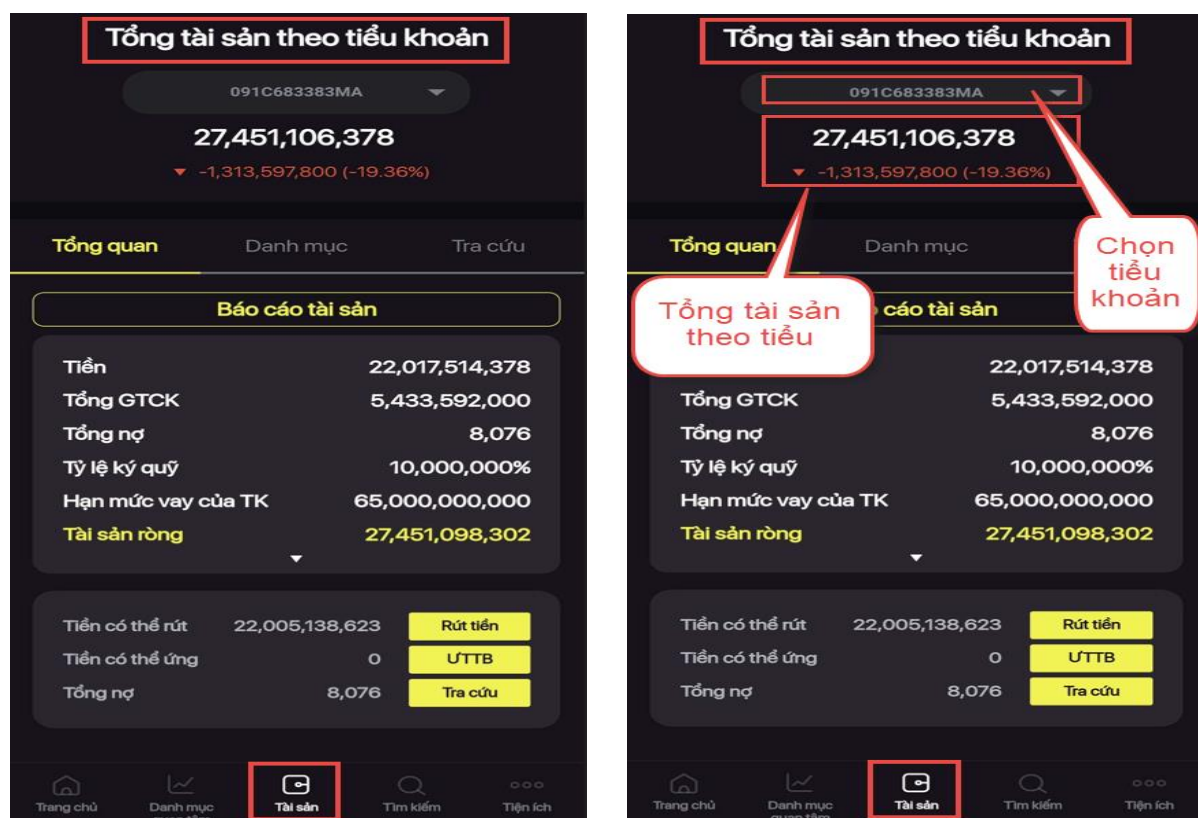 Tổng tài sản theo tiểu khoản
091C683383MA
27,451,106,378
-1,313,597,800 (-19.36%)
Tổng quan Danh mục Tra cứu
Báo cáo tài sản
Tiền 22,017,514,378
Tổng GTCK 5,433,592,000
Tổng nợ 8,076
Tỷ lệ ký quỹ 10,000,000%
Hạn mức vay của TK 65,000,000,000
Tài sản ròng 27,451,098,302
Tiền có thể rút 22,005,138,623 Rút tiền
Tiền có thể ứng 0 ƯTTB
Tổng nợ 8,076 Tra cứu
Trang chủ Danh mục Tài sản Tìm kiếm Tiện ích
quan tâm
Tổng tài sản theo tiểu khoản
091C683383MA
27,451,106,378
-1,313,597,800 (-19.36%)
Tổng quan Danh mục
Chọn
tiểu
khoản
Tổng tài sản
theo tiểu
cáo tài sản
22,017,514,378
Tổng GTCK 5,433,592,000
Tổng nợ 8,076
Tỷ lệ ký quỹ 10,000,000%
Hạn mức vay của TK 65,000,000,000
Tài sản ròng 27,451,098,302
Tiền có thể rút 22,005,138,623 Rút tiền
Tiền có thể ứng 0 ƯTTB
Tổng nợ 8,076 Tra cứu
Trang chủ Danh mục Tài sản Tìm kiếm Tiện ích
quan tâm